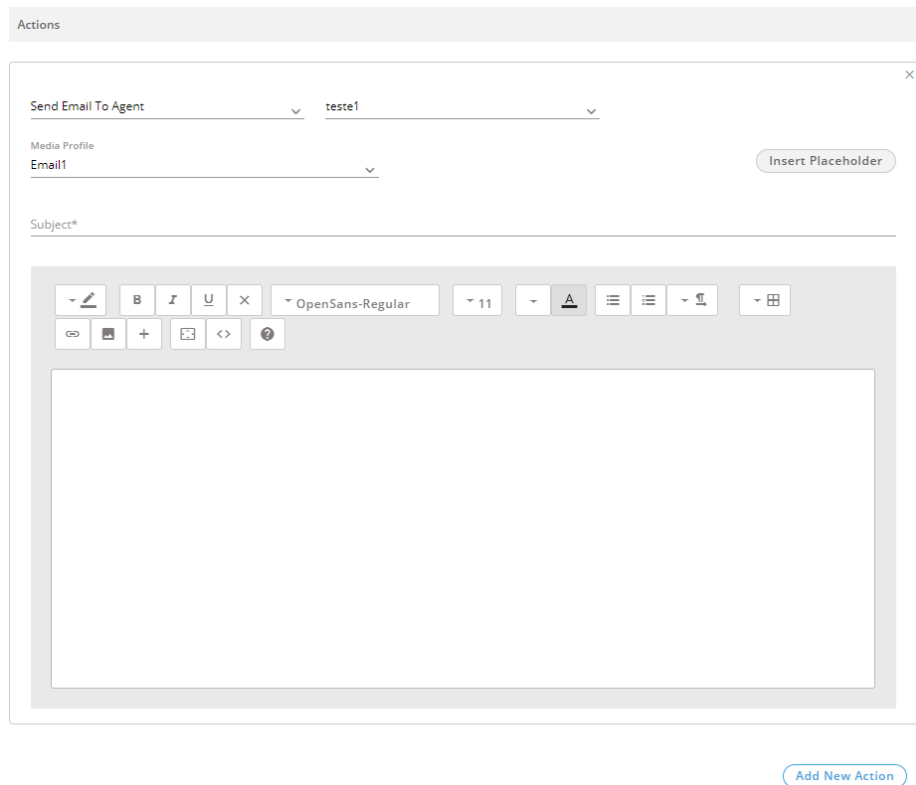 Actions
Send Email To Agent teste1
Media Profile
Email1
Insert Placeholder
Subject*
B I U OpenSans-Regular 11 A
Add New Action